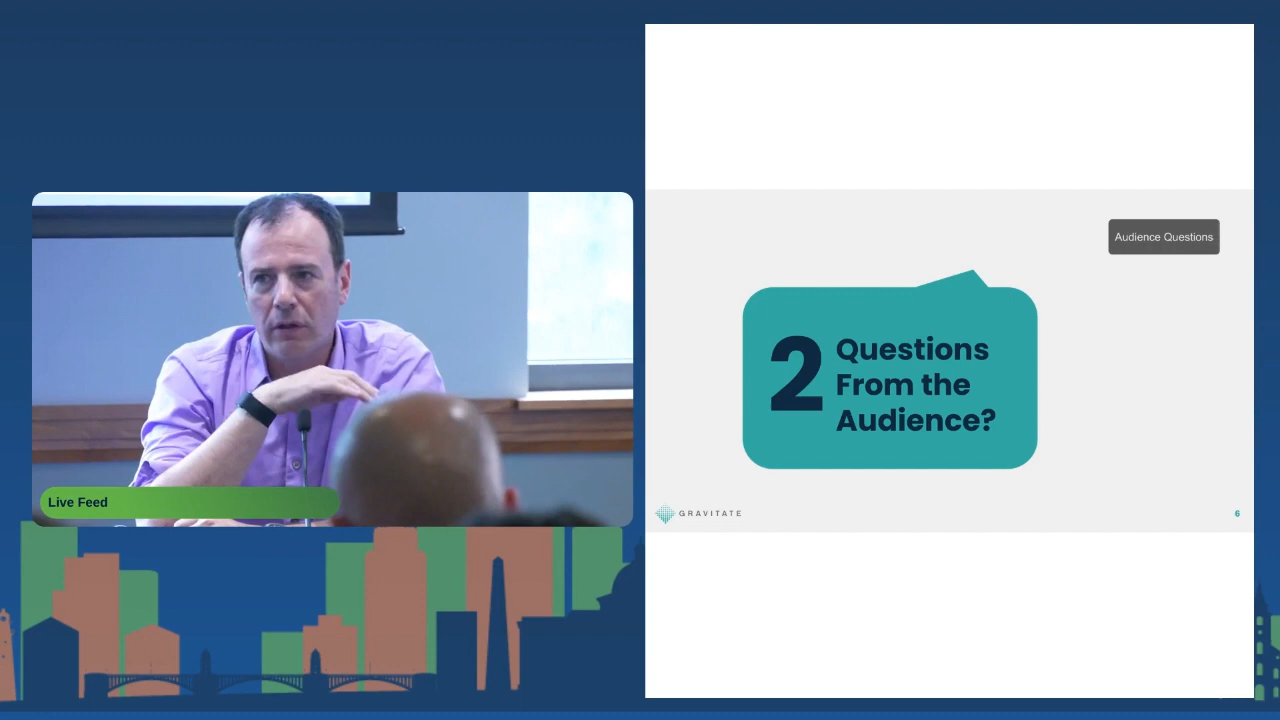 Live Feed
Audience Questions
2
Questions
From the
Audience?
GRAVITATE
6